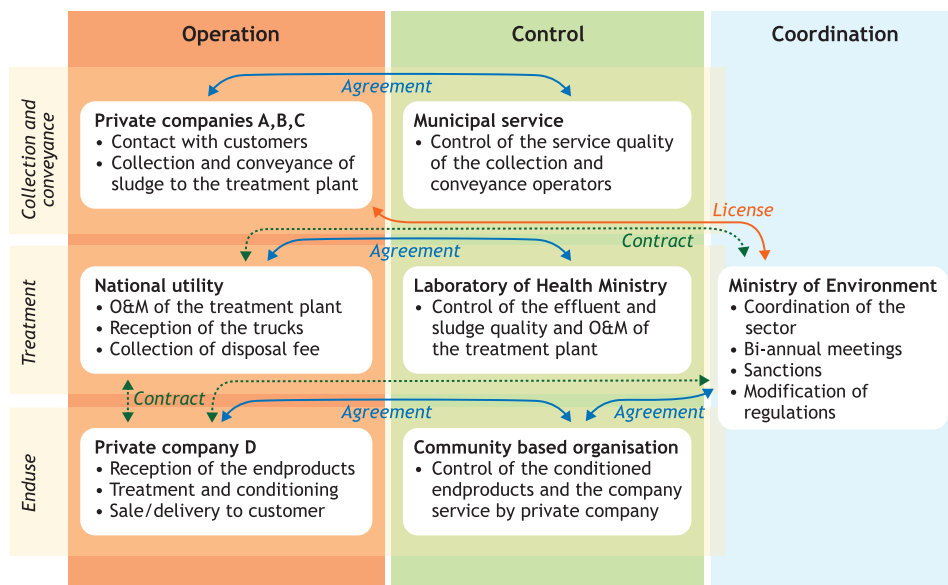 Operation
Control
Coordination
Collection and
conveyance
Agreement
Private companies A,B,C
• Contact with customers
• Collection and conveyance of
sludge to the treatment plant
Municipal service
• Control of the service quality
of the collection and
conveyance operators
License
Contract
Treatment
Agreement
National utility
• O&M of the treatment plant
• Reception of the trucks
• Collection of disposal fee
Laboratory of Health Ministry
• Control of the effluent and
sludge quality and O&M of
the treatment plant
Ministry of Environment
• Coordination of the
sector
• Bi-annual meetings
• Sanctions
• Modification of
regulations
Contract
Agreement
Agreement
Enduse
Private company D
• Reception of the endproducts
• Treatment and conditioning
• Sale/delivery to customer
Community based organisation
• Control of the conditioned
endproducts and the company
service by private company